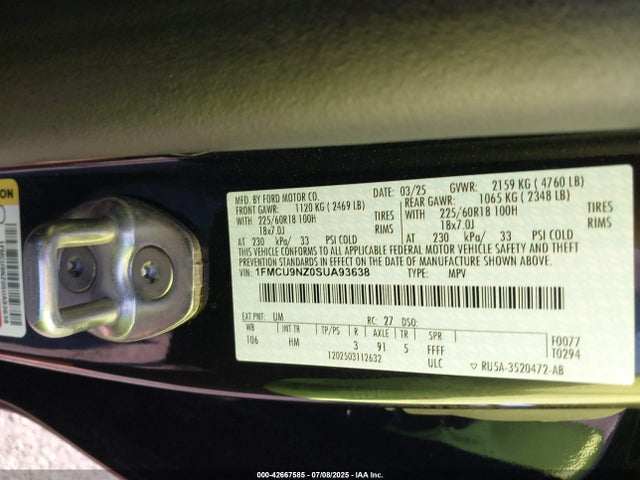 MFD. BY FORD MOTOR CO.
DATE: 03/25 GVWR: 2159 KG ( 4760 LB)
FRONT GAWR: 1120 KG ( 2469 LB) REAR GAWR: 1065 KG ( 2348 LB)
WITH 225/60R18 100H TIRES WITH 225/60R18 100H TIRES
18x7.0J RIMS 18x7.0J RIMS
AT 230 kPa/ 33 PSI COLD AT 230 kPa/ 33 PSI COLD
THIS VEHICLE CONFORMS TO ALL APPLICABLE FEDERAL MOTOR VEHICLE SAFETY AND THEFT
PREVENTION STANDARDS IN EFFECT ON THE DATE OF MANUFACTURE SHOWN ABOVE.
VIN: 1FMCU9NZ0SUA93638 TYPE: MPV
EXT PNT: UM RC: 27 DSO:
WB INT TR TP/PS R AXLE TR SPR
106 HM 3 91 5 FFFF F0077
1202503112632 ULC T0294
RU5A-3520472-AB
000-42667585 - 07/08/2025 - IAA Inc.